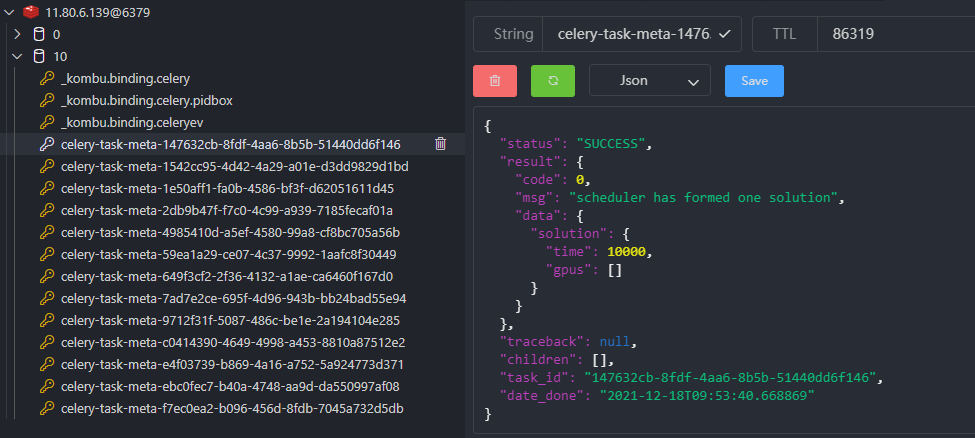 11.80.6.139@6379
0
10
_kombu.binding.celery
_kombu.binding.celery.pidbox
_kombu.binding.celeryev
celery-task-meta-147632cb-8fdf-4aa6-8b5b-51440dd6f146
celery-task-meta-1542cc95-4d42-4a29-a01e-d3dd9829d1bd
celery-task-meta-1e50aff1-fa0b-4586-bf3f-d62051611d45
celery-task-meta-2db9b47f-f7c0-4c99-a939-7185fecaf01a
celery-task-meta-4985410d-a5ef-4580-99a8-cf8bc705a56b
celery-task-meta-59ea1a29-ce07-4c37-9992-1aafc8f30449
celery-task-meta-649f3cf2-2f36-4132-a1ae-ca6460f167d0
celery-task-meta-7ad7e2ce-695f-4d96-943b-bb24bad55e94
celery-task-meta-9712f31f-5087-486c-be1e-2a194104e285
celery-task-meta-c0414390-4649-4998-a453-8810a87512e2
celery-task-meta-e4f03739-b869-4a16-a752-5a924773d371
celery-task-meta-ebc0fec7-b40a-4748-aa9d-da550997af08
celery-task-meta-f7ec0ea2-b096-456d-8fdb-7045a732d5db
String celery-task-meta-1476 TTL 86319
Json Save
{
"status": "SUCCESS",
"result": {
"code": 0,
"msg": "scheduler has formed one solution",
"data": {
"solution": {
"time": 10000,
"gpus": []
}
}
},
"traceback": null,
"children": [],
"task_id": "147632cb-8fdf-4aa6-8b5b-51440dd6f146",
"date_done": "2021-12-18T09:53:40.668869"
}